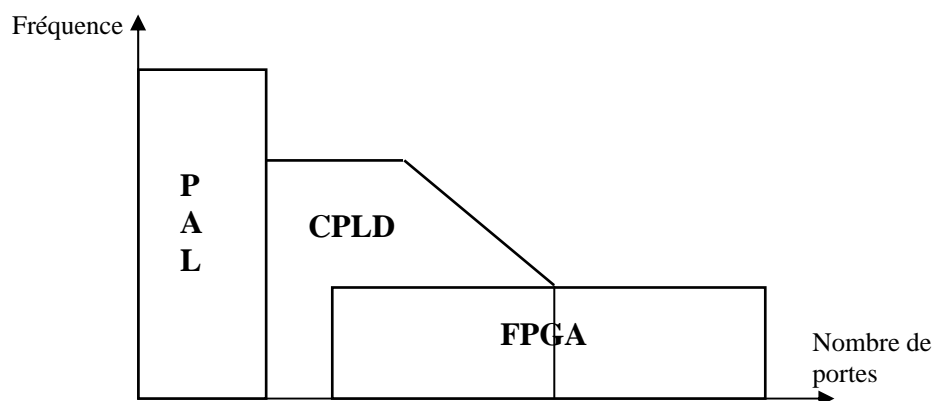 Fréquence
P
A
L
CPLD
FPGA
Nombre de
portes